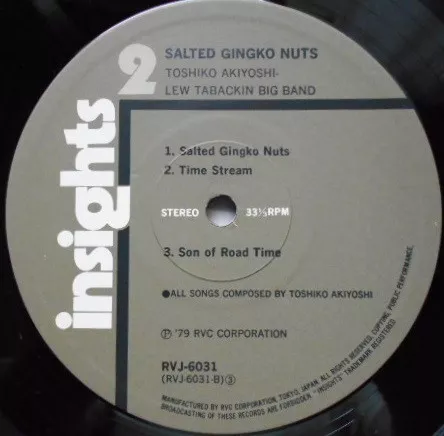 insights
2
SALTED GINGKO NUTS
TOSHIKO AKIYOSHI-
LEW TABACKIN BIG BAND
1. Salted Gingko Nuts
2. Time Stream
STEREO 33⅓RPM
3. Son of Road Time
●ALL SONGS COMPOSED BY TOSHIKO AKIYOSHI
Ⓟ '79 RVC CORPORATION
RVJ-6031
(RVJ-6031-B)③
MANUFACTURED BY RVC CORPORATION, TOKYO, JAPAN. ALL RIGHTS RESERVED. COPYING, PUBLIC PERFORMANCE,
BROADCASTING OF THESE RECORDS ARE FORBIDDEN. "INSIGHTS" TRADEMARK REGISTERED